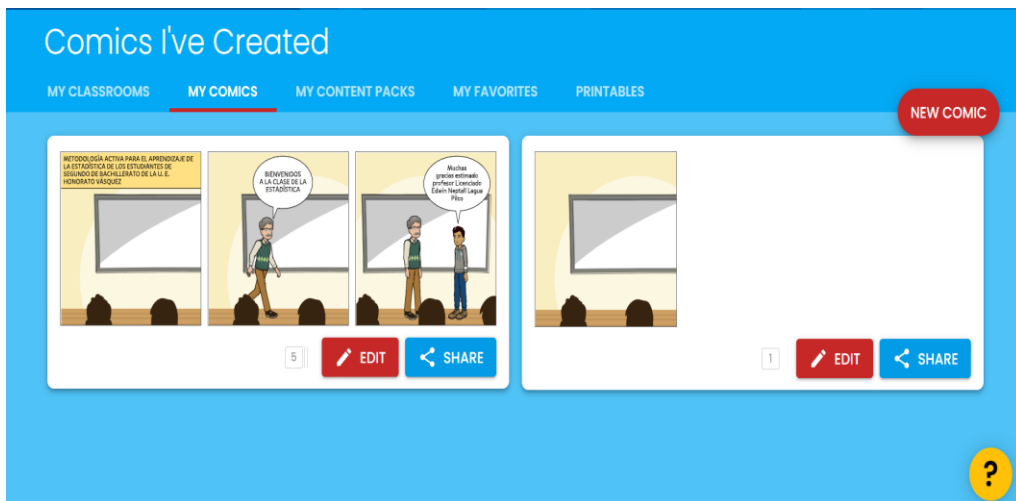 Comics I've Created
MY CLASSROOMS MY COMICS MY CONTENT PACKS MY FAVORITES PRINTABLES
NEW COMIC
METODOLOGÍA ACTIVA PARA EL APRENDIZAJE DE
LA ESTADÍSTICA DE LOS ESTUDIANTES DE
SEGUNDO DE BACHILLERATO DE LA U. E.
HONORATO VÁSQUEZ
BIENVENIDOS
A LA CLASE DE LA
ESTADÍSTICA
Muchas
gracias estimado
profesor Licenciado
Edwin Neptalí Lagua
Pilco
5 EDIT SHARE
1 EDIT SHARE
?